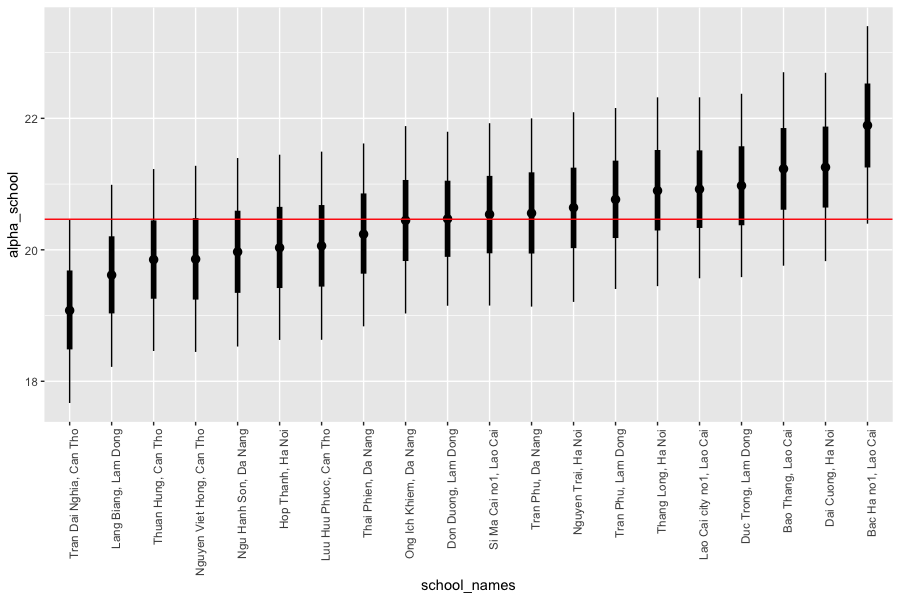 alpha_school
22
20
18
Tran Dai Nghia, Can Tho
Lang Biang, Lam Dong
Thuan Hung, Can Tho
Nguyen Viet Hong, Can Tho
Ngu Hanh Son, Da Nang
Hop Thanh, Ha Noi
Luu Huu Phuoc, Can Tho
Thai Phien, Da Nang
Ong Ich Khiem, Da Nang
Don Duong, Lam Dong
Si Ma Cai no1, Lao Cai
Tran Phu, Da Nang
Nguyen Trai, Ha Noi
Tran Phu, Lam Dong
Thang Long, Ha Noi
Lao Cai city no1, Lao Cai
Duc Trong, Lam Dong
Bao Thang, Lao Cai
Dai Cuong, Ha Noi
Bac Ha no1, Lao Cai
school_names